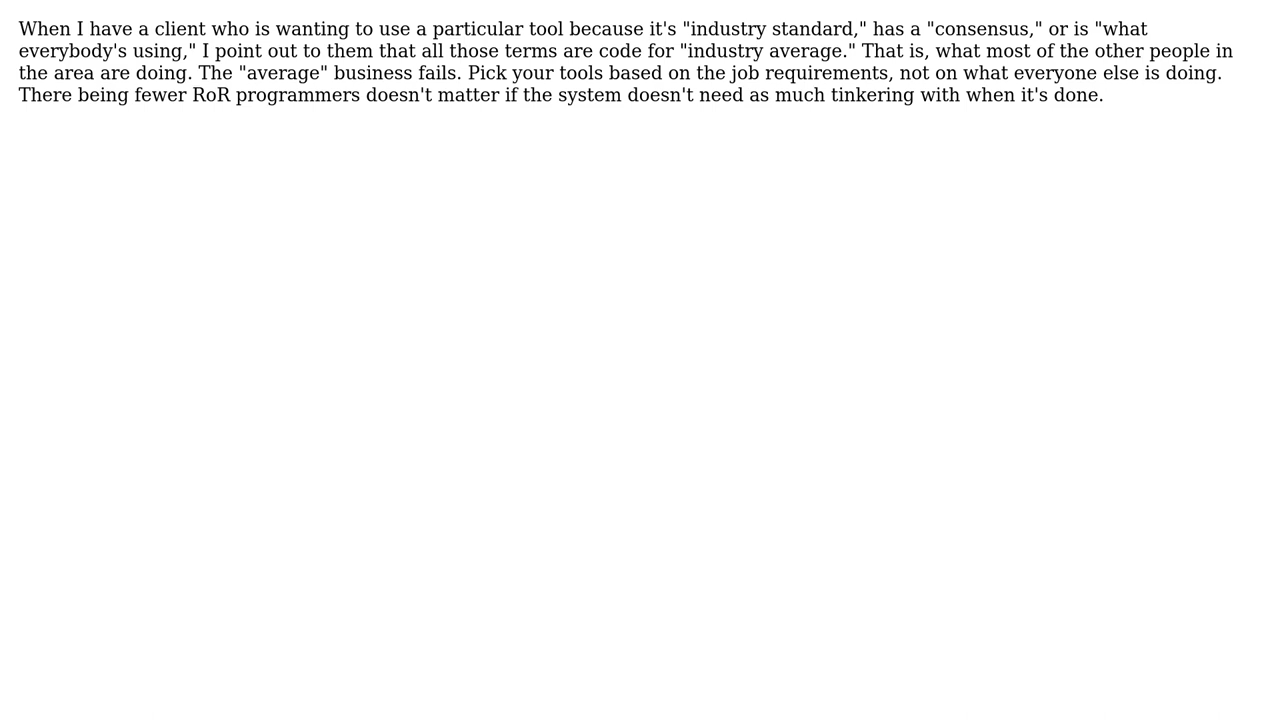 When I have a client who is wanting to use a particular tool because it's "industry standard," has a "consensus," or is "what
everybody's using," I point out to them that all those terms are code for "industry average." That is, what most of the other people in
the area are doing. The "average" business fails. Pick your tools based on the job requirements, not on what everyone else is doing.
There being fewer RoR programmers doesn't matter if the system doesn't need as much tinkering with when it's done.